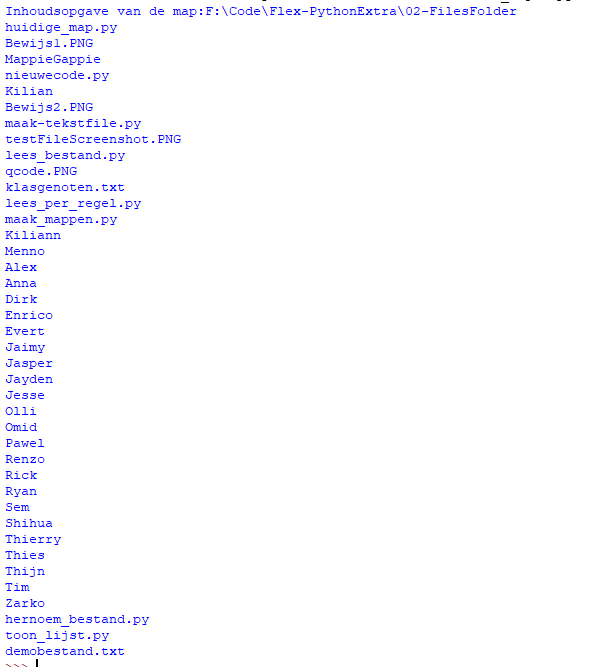 Inhoudsopgave van de map:F:\Code\Flex-PythonExtra\02-FilesFolder
huidige_map.py
Bewijs1.PNG
MappieGappie
nieuwecode.py
Kilian
Bewijs2.PNG
maak-tekstfile.py
testFileScreenshot.PNG
lees_bestand.py
qcode.PNG
klasgenoten.txt
lees_per_regel.py
maak_mappen.py
Kiliann
Menno
Alex
Anna
Dirk
Enrico
Evert
Jaimy
Jasper
Jayden
Jesse
Olli
Omid
Pawel
Renzo
Rick
Ryan
Sem
Shihua
Thierry
Thies
Thijn
Tim
Zarko
hernoem_bestand.py
toon_lijst.py
demobestand.txt
>>>